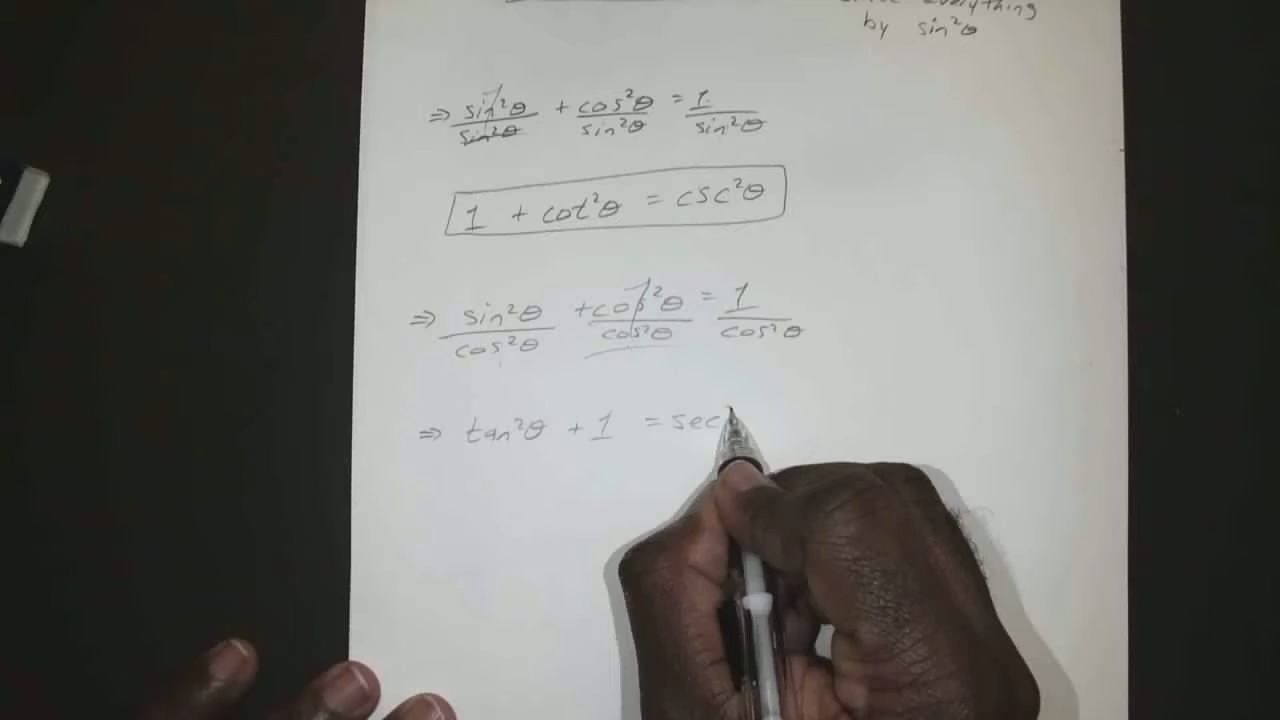 everything
by sin²θ
⇒ sin²θ/sin²θ + cos²θ/sin²θ = 1/sin²θ
1 + cot²θ = csc²θ
⇒ sin²θ/cos²θ + cos²θ/cos²θ = 1/cos²θ
⇒ tan²θ + 1 = sec